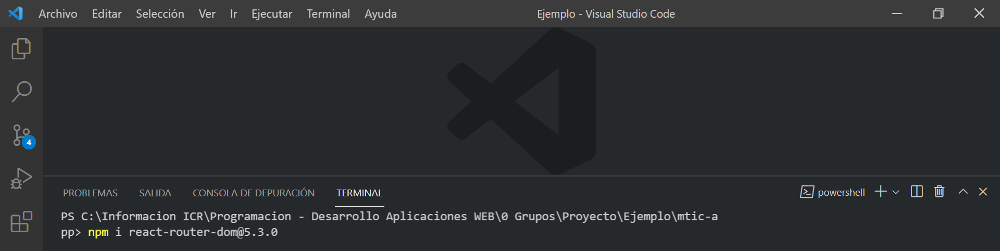 Archivo Editar Selección Ver Ir Ejecutar Terminal Ayuda Ejemplo - Visual Studio Code
4
PROBLEMAS SALIDA CONSOLA DE DEPURACIÓN TERMINAL powershell
PS C:\Informacion ICR\Programacion - Desarrollo Aplicaciones WEB\0 Grupos\Proyecto\Ejemplo\mtic-a
pp> npm i react-router-dom@5.3.0